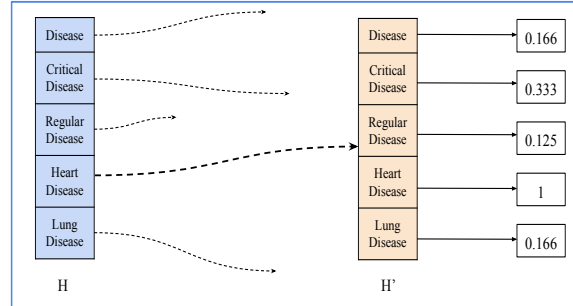 Disease
Critical
Disease
Regular
Disease
Heart
Disease
Lung
Disease
H
Disease
Critical
Disease
Regular
Disease
Heart
Disease
Lung
Disease
H’
0.166
0.333
0.125
1
0.166